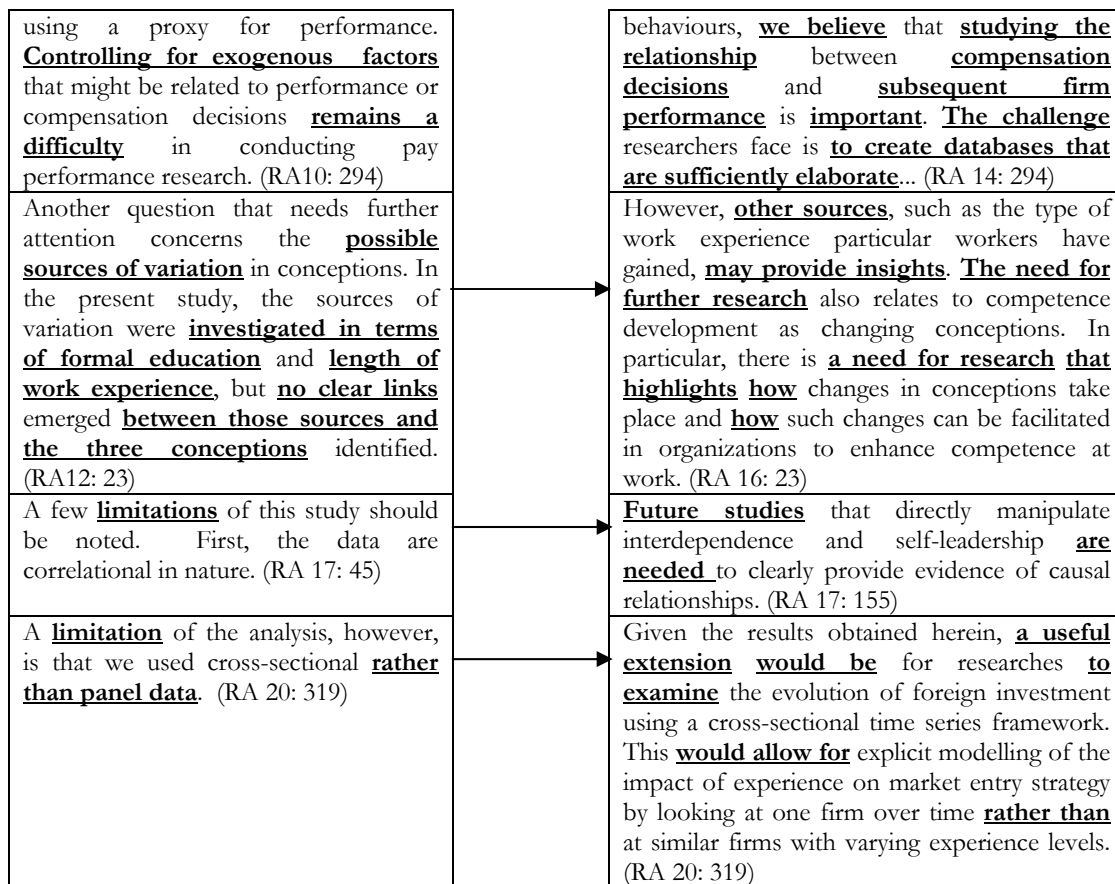 using a proxy for performance.
Controlling for exogenous factors
that might be related to performance or
compensation decisions remains a
difficulty in conducting pay
performance research. (RA10: 294)
behaviours, we believe that studying the
relationship between compensation
decisions and subsequent firm
performance is important. The challenge
researchers face is to create databases that
are sufficiently elaborate... (RA 14: 294)
Another question that needs further
attention concerns the possible
sources of variation in conceptions. In
the present study, the sources of
variation were investigated in terms
of formal education and length of
work experience, but no clear links
emerged between those sources and
the three conceptions identified.
(RA12: 23)
However, other sources, such as the type of
work experience particular workers have
gained, may provide insights. The need for
further research also relates to competence
development as changing conceptions. In
particular, there is a need for research that
highlights how changes in conceptions take
place and how such changes can be facilitated
in organizations to enhance competence at
work. (RA 16: 23)
A few limitations of this study should
be noted. First, the data are
correlational in nature. (RA 17: 45)
Future studies that directly manipulate
interdependence and self-leadership are
needed to clearly provide evidence of causal
relationships. (RA 17: 155)
A limitation of the analysis, however,
is that we used cross-sectional rather
than panel data. (RA 20: 319)
Given the results obtained herein, a useful
extension would be for researches to
examine the evolution of foreign investment
using a cross-sectional time series framework.
This would allow for explicit modelling of the
impact of experience on market entry strategy
by looking at one firm over time rather than
at similar firms with varying experience levels.
(RA 20: 319)